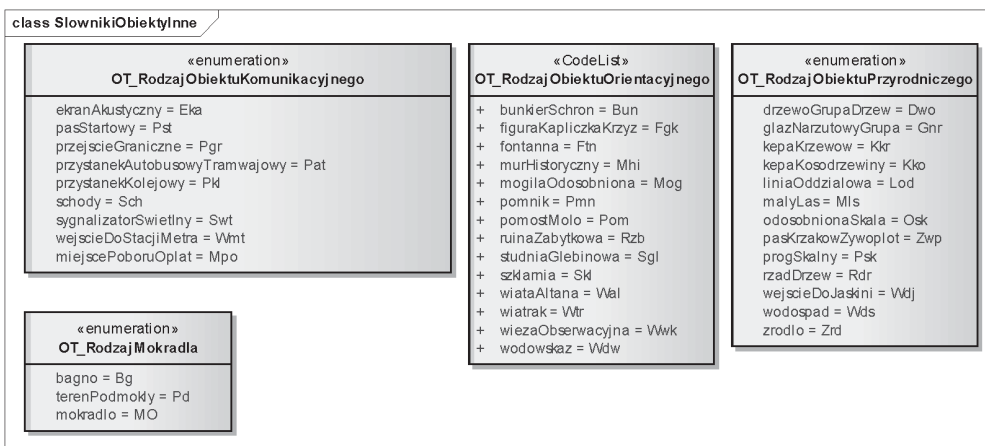 class SlownikiObiektyInne
«enumeration»
OT_RodzajObiektuKomunikacyjnego
ekranAkustyczny = Eka
pasStartowy = Pst
przejscieGraniczne = Pgr
przystanekAutobusowyTramwajowy = Pat
przystanekKolejowy = Pkl
schody = Sch
sygnalizatorSwietlny = Swt
wejscieDoStacjiMetra = Wmt
miejscePoboruOplat = Mpo
«CodeList»
OT_RodzajObiektuOrientacyjnego
+ bunkierSchron = Bun
+ figuraKapliczkaKrzyz = Fgk
+ fontanna = Ftn
+ murHistoryczny = Mhi
+ mogilaOdosobniona = Mog
+ pomnik = Pmn
+ pomostMolo = Pom
+ ruinaZabytkowa = Rzb
+ studniaGlebinowa = Sgl
+ szklarnia = Skl
+ wiataAltana = Wal
+ wiatrak = Wtr
+ wiezaObserwacyjna = Wwk
+ wodowskaz = Wdw
«enumeration»
OT_RodzajObiektuPrzyrodniczego
drzewoGrupaDrzew = Dwo
glazNarzutowyGrupa = Gnr
kepaKrzewow = Kkr
kepaKosodrzewiny = Kko
liniaOddzialowa = Lod
malyLas = Mls
odosobnionaSkala = Osk
pasKrzakowZywoplot = Zwp
progSkalny = Psk
rzadDrzew = Rdr
wejscieDoJaskini = Wdj
wodospad = Wds
zrodlo = Zrd
«enumeration»
OT_RodzajMokradla
bagno = Bg
terenPodmokly = Pd
mokradlo = MO